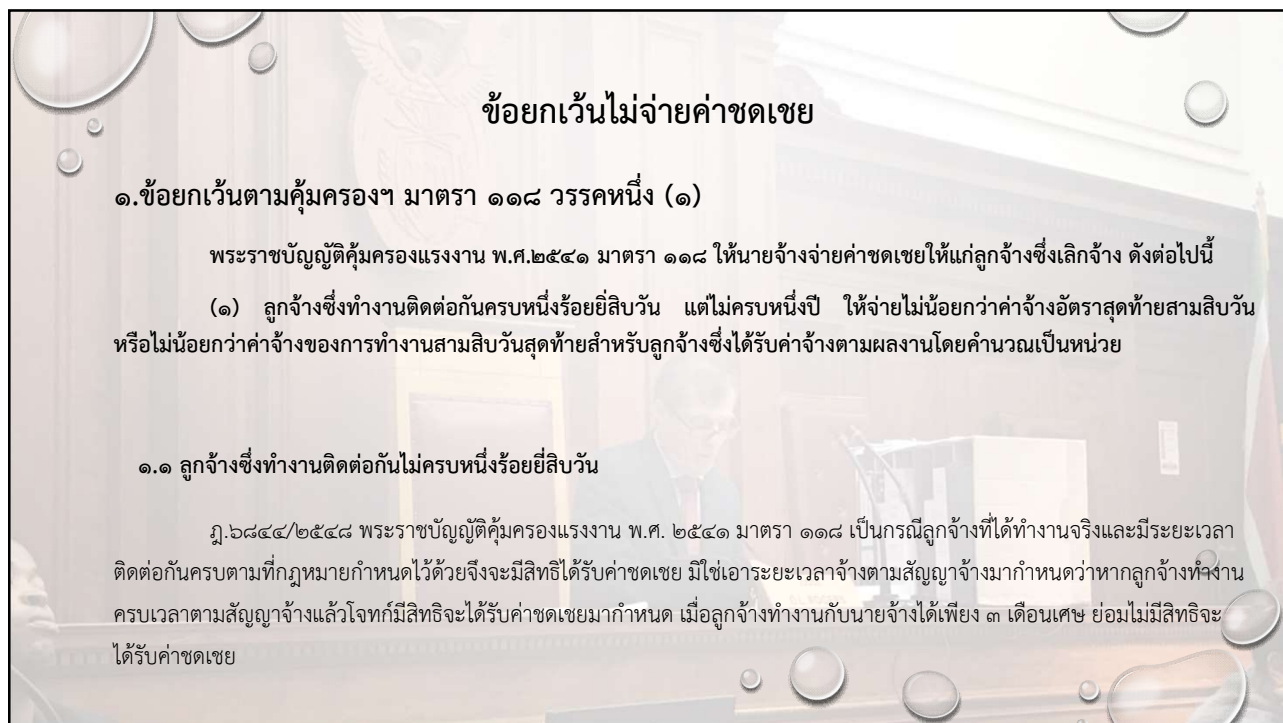 ข้อยกเว้นไม่จ่ายค่าชดเชย
๑.ข้อยกเว้นตามคุ้มครองฯ มาตรา ๑๑๘ วรรคหนึ่ง (๑)
พระราชบัญญัติคุ้มครองแรงงาน พ.ศ.๒๕๔๑ มาตรา ๑๑๘ ให้นายจ้างจ่ายค่าชดเชยให้แก่ลูกจ้างซึ่งเลิกจ้าง ดังต่อไปนี้
(๑) ลูกจ้างซึ่งทำงานติดต่อกันครบหนึ่งร้อยยี่สิบวัน แต่ไม่ครบหนึ่งปี ให้จ่ายไม่น้อยกว่าค่าจ้างอัตราสุดท้ายสามสิบวัน
หรือไม่น้อยกว่าค่าจ้างของการทำงานสามสิบวันสุดท้ายสำหรับลูกจ้างซึ่งได้รับค่าจ้างตามผลงานโดยคำนวณเป็นหน่วย
๑.๑ ลูกจ้างซึ่งทำงานติดต่อกันไม่ครบหนึ่งร้อยยี่สิบวัน
ฎ.๖๘๔๔/๒๕๔๘ พระราชบัญญัติคุ้มครองแรงงาน พ.ศ. ๒๕๔๑ มาตรา ๑๑๘ เป็นกรณีลูกจ้างที่ได้ทำงานจริงและมีระยะเวลา
ติดต่อกันครบตามที่กฎหมายกำหนดไว้ด้วยจึงจะมีสิทธิได้รับค่าชดเชย มิใช่เอาระยะเวลาจ้างตามสัญญาจ้างมากำหนดว่าหากลูกจ้างทำงาน
ครบเวลาตามสัญญาจ้างแล้วโจทก์มีสิทธิจะได้รับค่าชดเชยมากำหนด เมื่อลูกจ้างทำงานกับนายจ้างได้เพียง ๓ เดือนเศษ ย่อมไม่มีสิทธิจะ
ได้รับค่าชดเชย